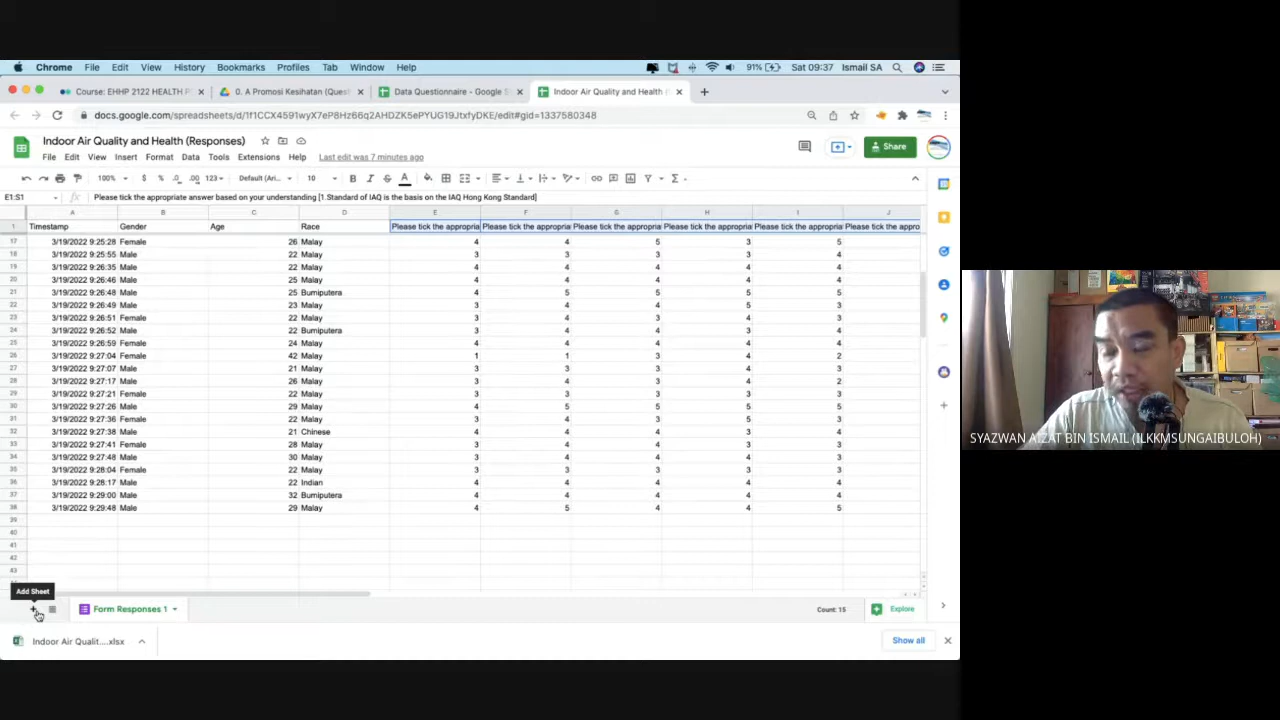 Chrome File Edit View History Bookmarks Profiles Tab Window Help 91% Sat 09:37 Ismail SA
Course: EHHP 2122 HEALTH P 0. A Promosi Kesihatan (Quest Data Questionnaire - Google S Indoor Air Quality and Health (
docs.google.com/spreadsheets/d/1f1CCX4591wyX7eP8Hz66q2AHDZK5ePYUG19JtxfyDKE/edit#gid=1337580348
Indoor Air Quality and Health (Responses) Share
File Edit View Insert Format Data Tools Extensions Help Last edit was 7 minutes ago
100% $ % .0 .00 123 Default (Ari... 10 B I S A
E1:S1 fx Please tick the appropriate answer based on your understanding [1.Standard of IAQ is the basis on the IAQ Hong Kong Standard]
A B C D E F G H I J
1 Timestamp Gender Age Race Please tick the appropria Please tick the appropria Please tick the appropria Please tick the appropria Please tick the appropria Please tick the appro
17 3/19/2022 9:25:28 Female 26 Malay 4 4 5 3 5
18 3/19/2022 9:25:55 Male 22 Malay 3 3 3 3 4
19 3/19/2022 9:26:35 Male 22 Malay 4 4 4 4 4
20 3/19/2022 9:26:46 Male 25 Malay 4 4 4 4 4
21 3/19/2022 9:26:48 Male 25 Bumiputera 4 5 5 5 5
22 3/19/2022 9:26:49 Male 23 Malay 3 4 4 5 3
23 3/19/2022 9:26:51 Female 22 Malay 3 4 3 4 3
24 3/19/2022 9:26:52 Male 22 Bumiputera 3 4 4 3 4
25 3/19/2022 9:26:59 Female 24 Malay 4 4 4 4 4
26 3/19/2022 9:27:04 Female 42 Malay 1 1 3 4 2
27 3/19/2022 9:27:07 Male 21 Malay 3 3 3 4 3
28 3/19/2022 9:27:17 Male 26 Malay 3 4 3 4 2
29 3/19/2022 9:27:21 Female 22 Malay 3 3 3 4 3
30 3/19/2022 9:27:26 Male 29 Malay 4 5 5 5 5
31 3/19/2022 9:27:36 Female 22 Malay 3 4 3 5 3
32 3/19/2022 9:27:38 Male 21 Chinese 4 4 4 3 4
33 3/19/2022 9:27:41 Female 28 Malay 3 4 4 3 3
34 3/19/2022 9:27:48 Male 30 Malay 3 4 4 4 3
35 3/19/2022 9:28:04 Female 22 Malay 3 3 3 4 3
36 3/19/2022 9:28:17 Male 22 Indian 4 4 4 4 4
37 3/19/2022 9:29:00 Male 32 Bumiputera 4 4 4 4 4
38 3/19/2022 9:29:48 Male 29 Malay 4 5 4 4 5
39
40
41
42
43
Add Sheet
Form Responses 1 Count: 15 Explore
Indoor Air Qualit....xlsx Show all
SYAZWAN AIZAT BIN ISMAIL (ILKKMSUNGAIBULOH)